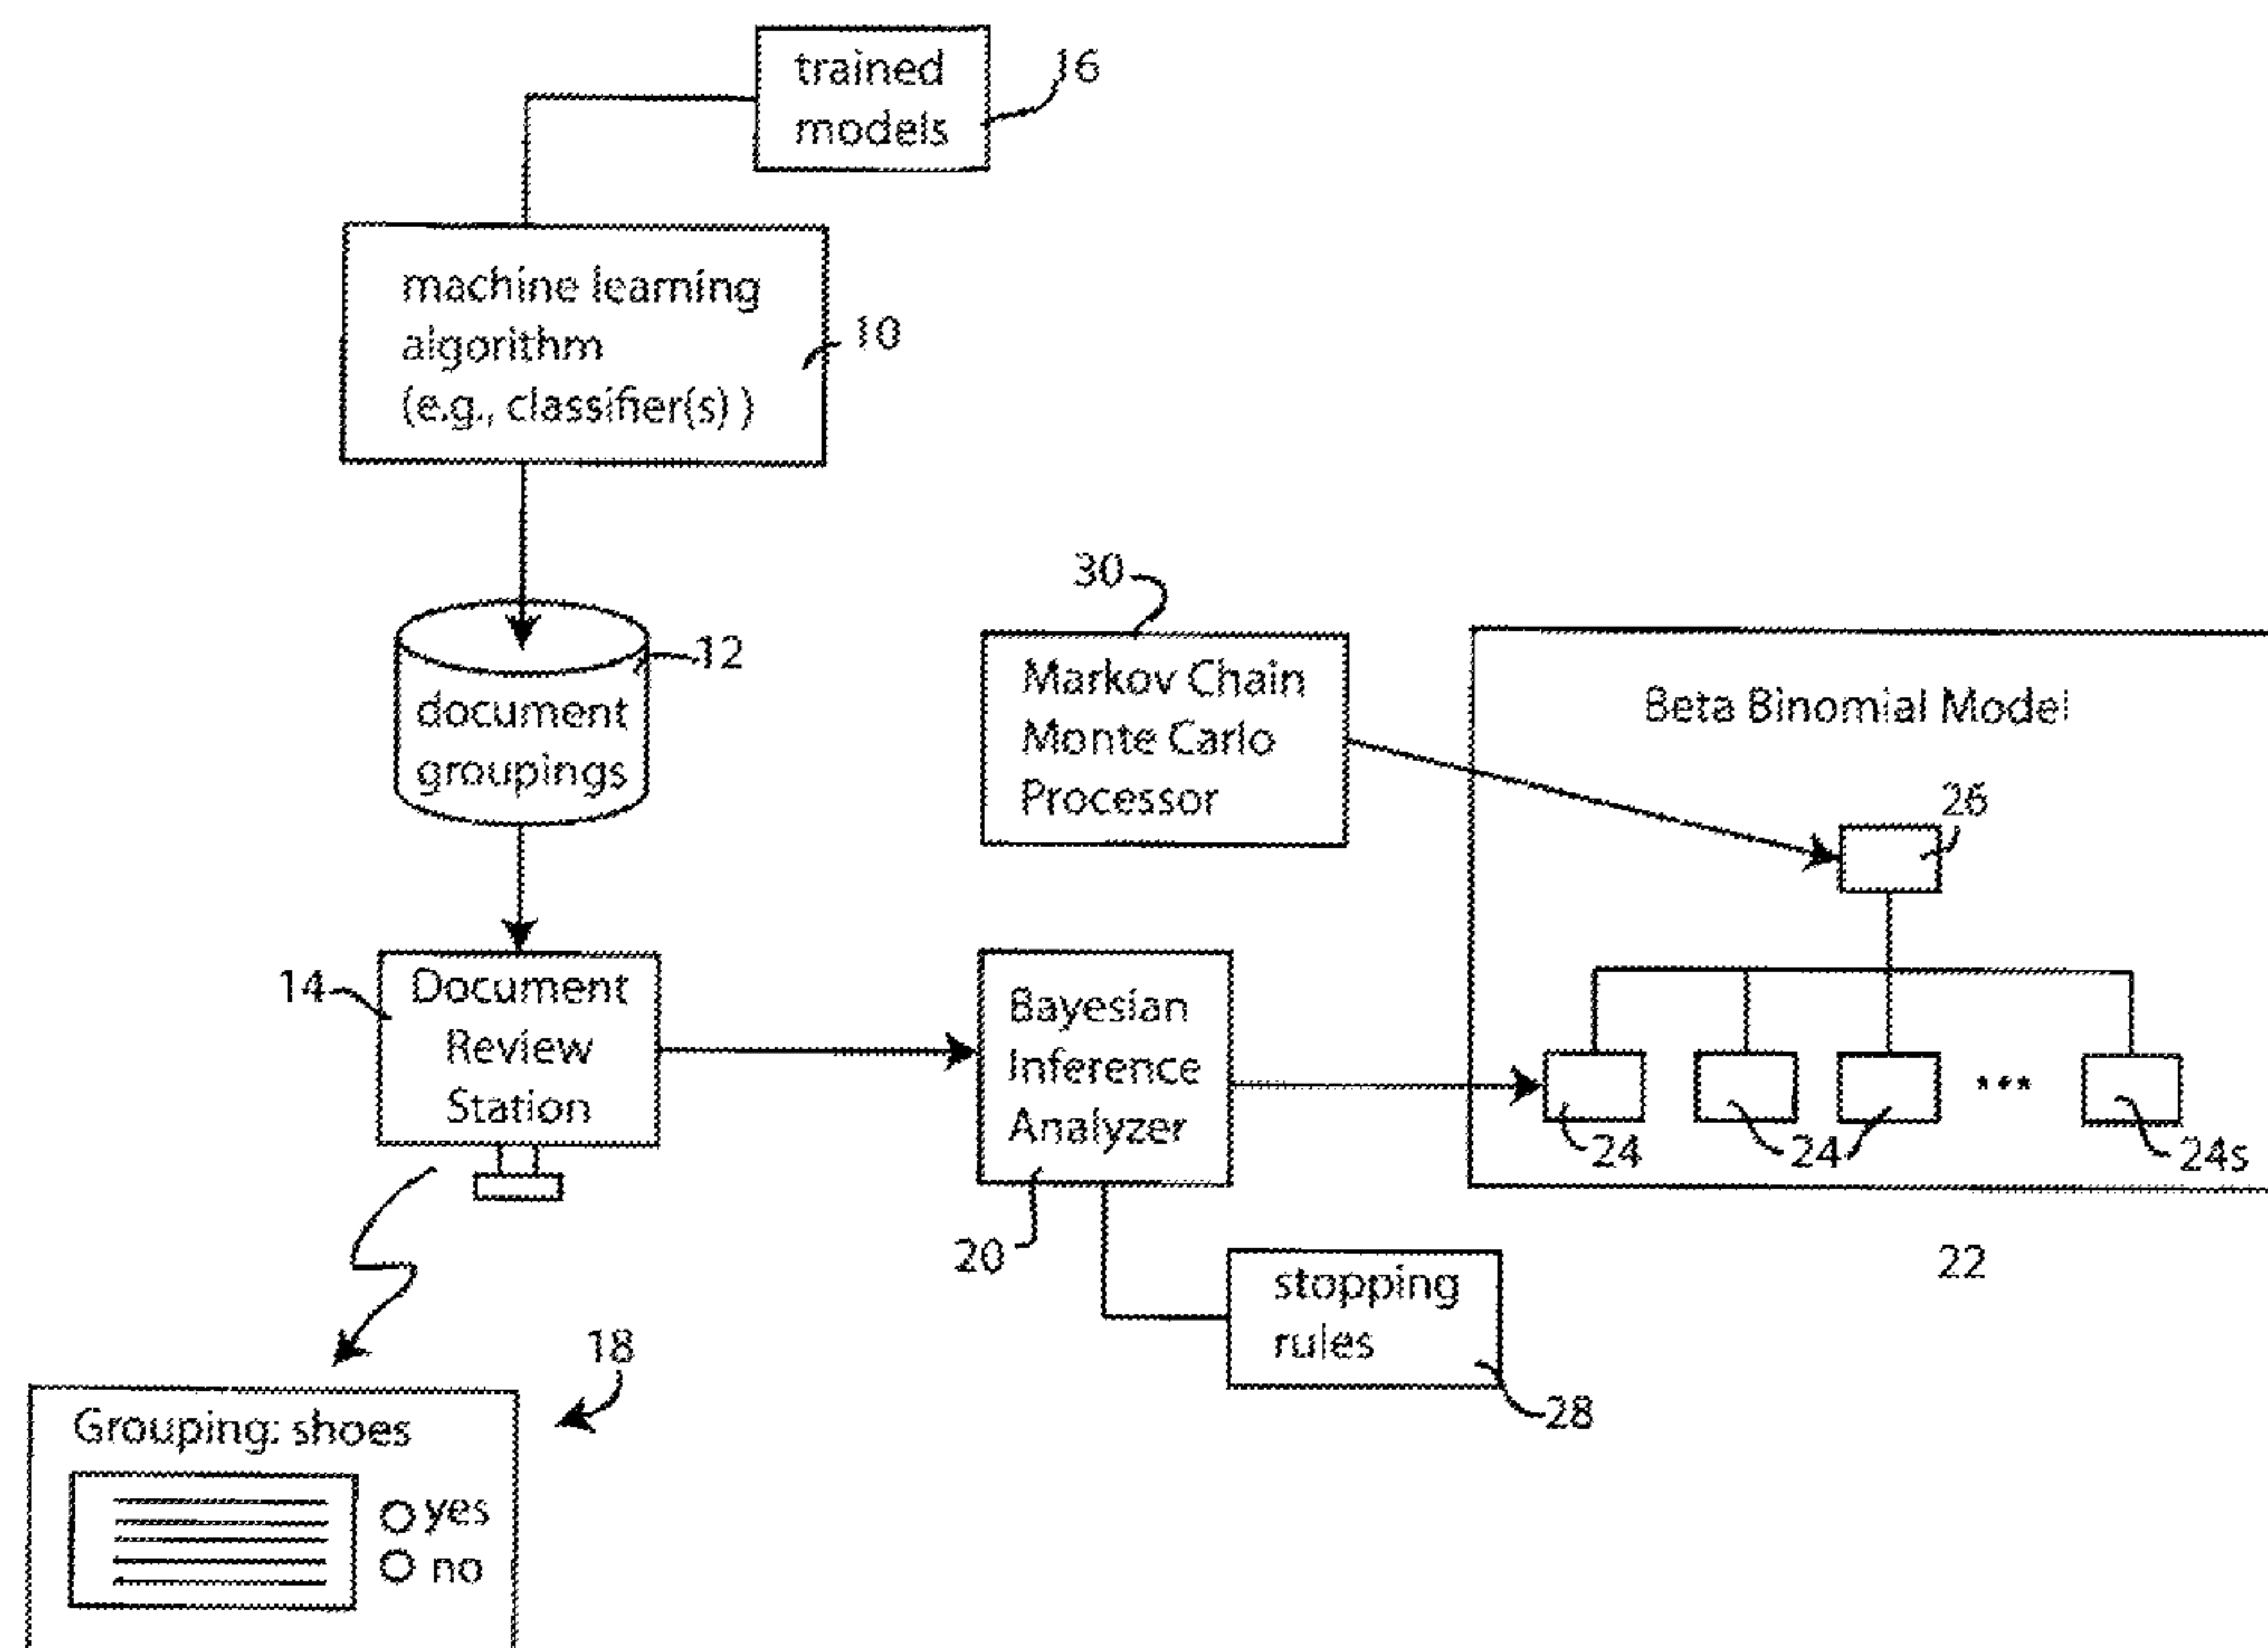 trained
models
16
machine learning
algorithm
(e.g., classifier(s) )
10
12
document
groupings
30
Markov Chain
Monte Carlo
Processor
Beta Binomial Model
26
14
Document
Review
Station
Bayesian
Inference
Analyzer
24
24
24s
20
22
stopping
rules
28
18
Grouping: shoes
yes
no